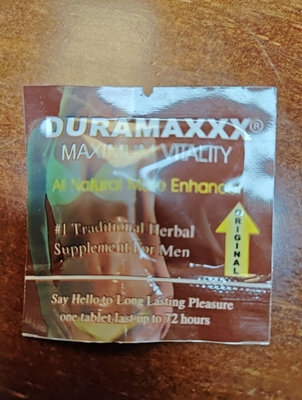 DURAMAXXX®
MAXIMUM VITALITY
All Natural Male Enhancer
#1 Traditional Herbal
Supplement For Men
ORIGINAL
Say Hello to Long Lasting Pleasure
one tablet last up to 72 hours